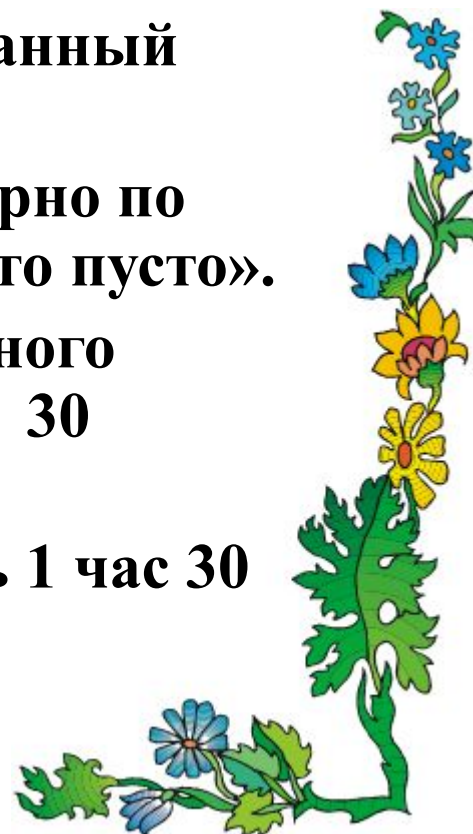 анный
рно по
то пусто».
ного
30
ь 1 час 30